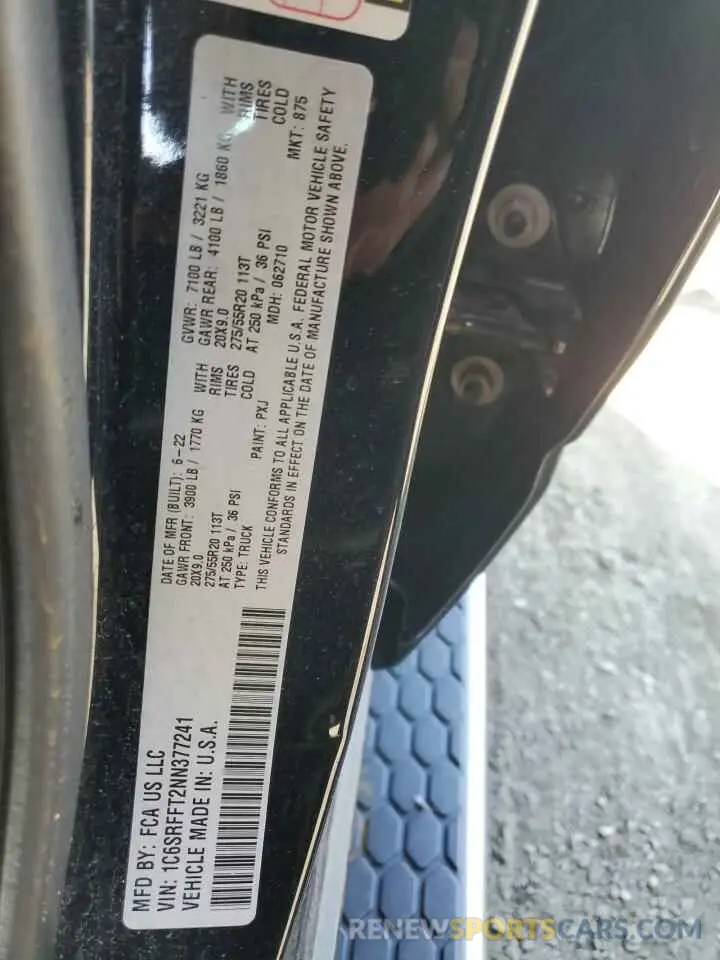 MFD BY: FCA US LLC
DATE OF MFR (BUILT): 6-22
GVWR: 7100 LB / 3221 KG
GAWR FRONT: 3900 LB / 1770 KG WITH
GAWR REAR: 4100 LB / 1860 KG WITH
20X9.0 RIMS
20X9.0 RIMS
275/55R20 113T TIRES
275/55R20 113T TIRES
AT 250 kPa / 36 PSI COLD
AT 250 kPa / 36 PSI COLD
VIN: 1C6SRFFT2NN377241
TYPE: TRUCK
PAINT: PXJ
MDH: 062710
MKT: 875
VEHICLE MADE IN: U.S.A.
THIS VEHICLE CONFORMS TO ALL APPLICABLE U.S.A. FEDERAL MOTOR VEHICLE SAFETY
STANDARDS IN EFFECT ON THE DATE OF MANUFACTURE SHOWN ABOVE.
RENEWSPORTSCARS.COM